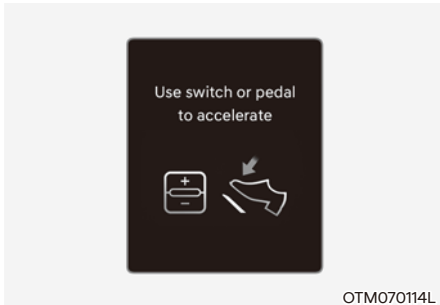 Use switch or pedal
to accelerate
+
−
OTM070114L